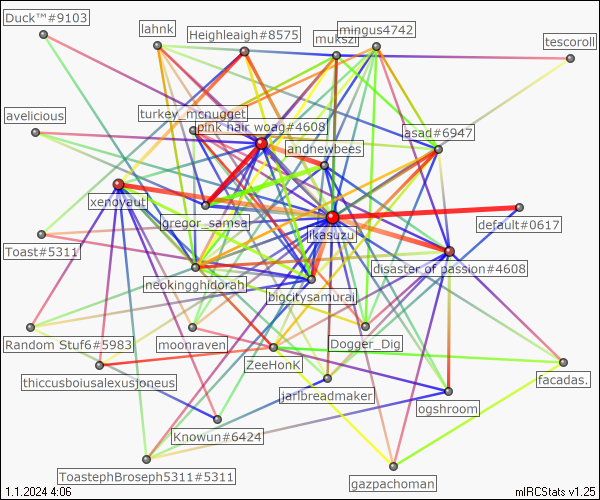 Duck™#9103
lahnk
Heighleaigh#8575
mukszi
mingus4742
tescoroll
avelicious
turkey_mcnugget
pink hair woag#4608
andnewbees
asad#6947
xenoyaut
gregor_samsa
jikasuzu
default#0617
Toast#5311
neokingghidorah
bigcitysamurai
disaster of passion#4608
Random Stuf6#5983
moonraven
Dogger_Dig
thiccusboiusalexusjoneus
ZeeHonK
jarlbreadmaker
facadas.
ogshroom
Knowun#6424
ToastephBroseph5311#5311
gazpachoman
1.1.2024 4:06
mIRCStats v1.25